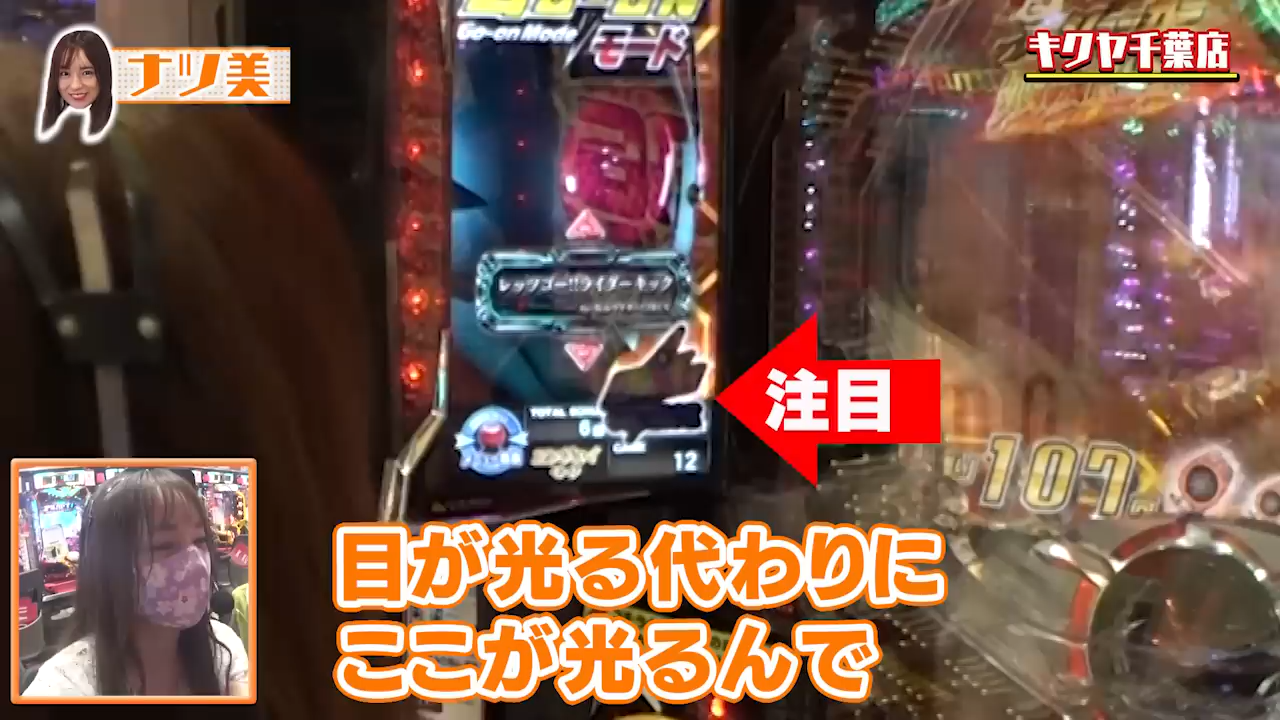 ナツ美
キクヤ千葉店
Go-on Mode
モード
レッツゴー!!ライダーキック
注目
TOTAL
GAME
12
107
目が光る代わりに
ここが光るんで